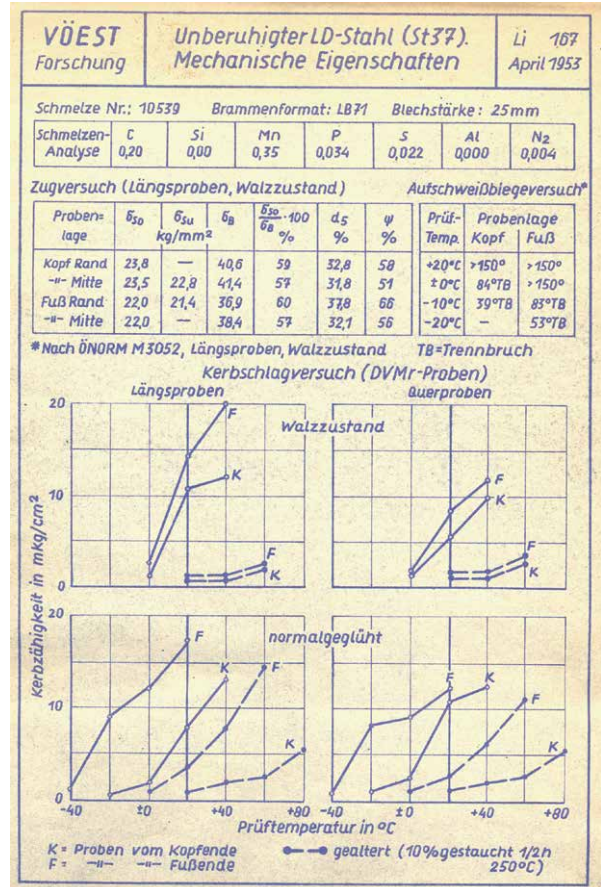 VÖEST
Forschung
Unberuhigter LD-Stahl (St37).
Mechanische Eigenschaften
Li 167
April 1953
Schmelze Nr.: 10539 Brammenformat: LB71 Blechstärke: 25mm
Schmelzen- C Si Mn P S Al N2
Analyse 0,20 0,00 0,35 0,034 0,022 0,000 0,004
Zugversuch (Längsproben, Walzzustand) Aufschweißbiegeversuch*
Proben= б50 бSu бB б50/бB ·100 d5 ψ Prüf- Probenlage
lage kg/mm² % % % Temp. Kopf Fuß
Kopf Rand 23,8 — 40,6 59 32,8 58 +20°C >150° >150°
-"- Mitte 23,5 22,8 41,4 57 31,8 51 ±0°C 84°TB >150°
Fuß Rand 22,0 21,4 36,9 60 37,8 66 -10°C 39°TB 83°TB
-"- Mitte 22,0 — 38,4 57 32,1 56 -20°C - 53°TB
*Nach ÖNORM M3052, Längsproben, Walzzustand TB=Trennbruch
Kerbschlagversuch (DVMr-Proben)
Längsproben Querproben
Walzzustand
20
10
0
F
K
F
K
F
K
F
K
Kerbzähigkeit in mkg/cm²
normalgeglüht
20
10
0
F
K
F
K
F
K
F
K
-40 ±0 +40 +80 -40 ±0 +40 +80
Prüftemperatur in °C
K = Proben vom Kopfende
F = -"- -"- Fußende
gealtert (10% gestaucht 1/2h
250°C)